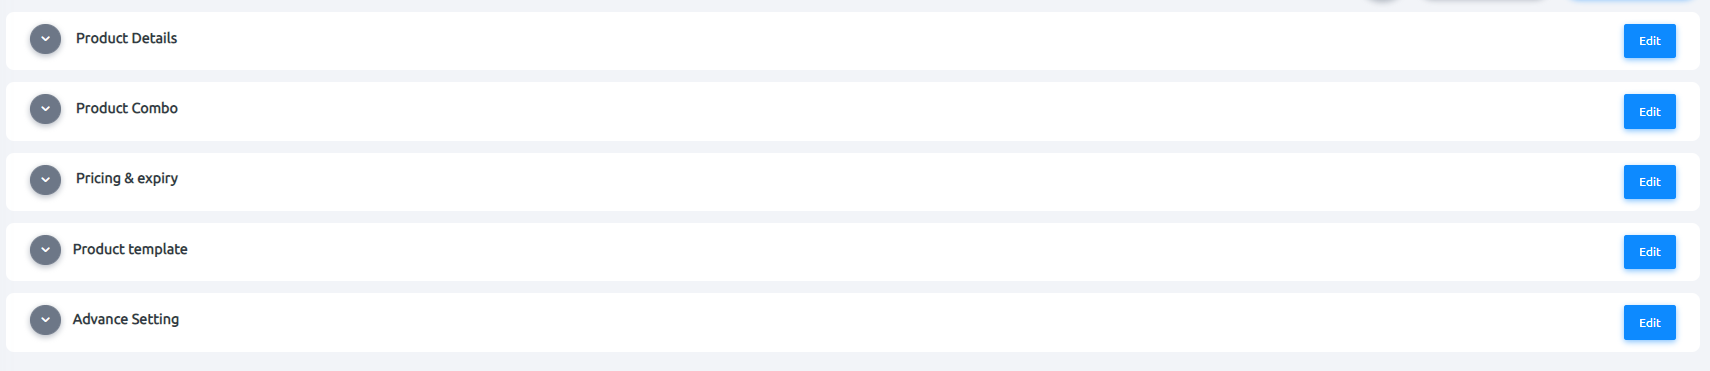 Product Details Edit
Product Combo Edit
Pricing & expiry Edit
Product template Edit
Advance Setting Edit